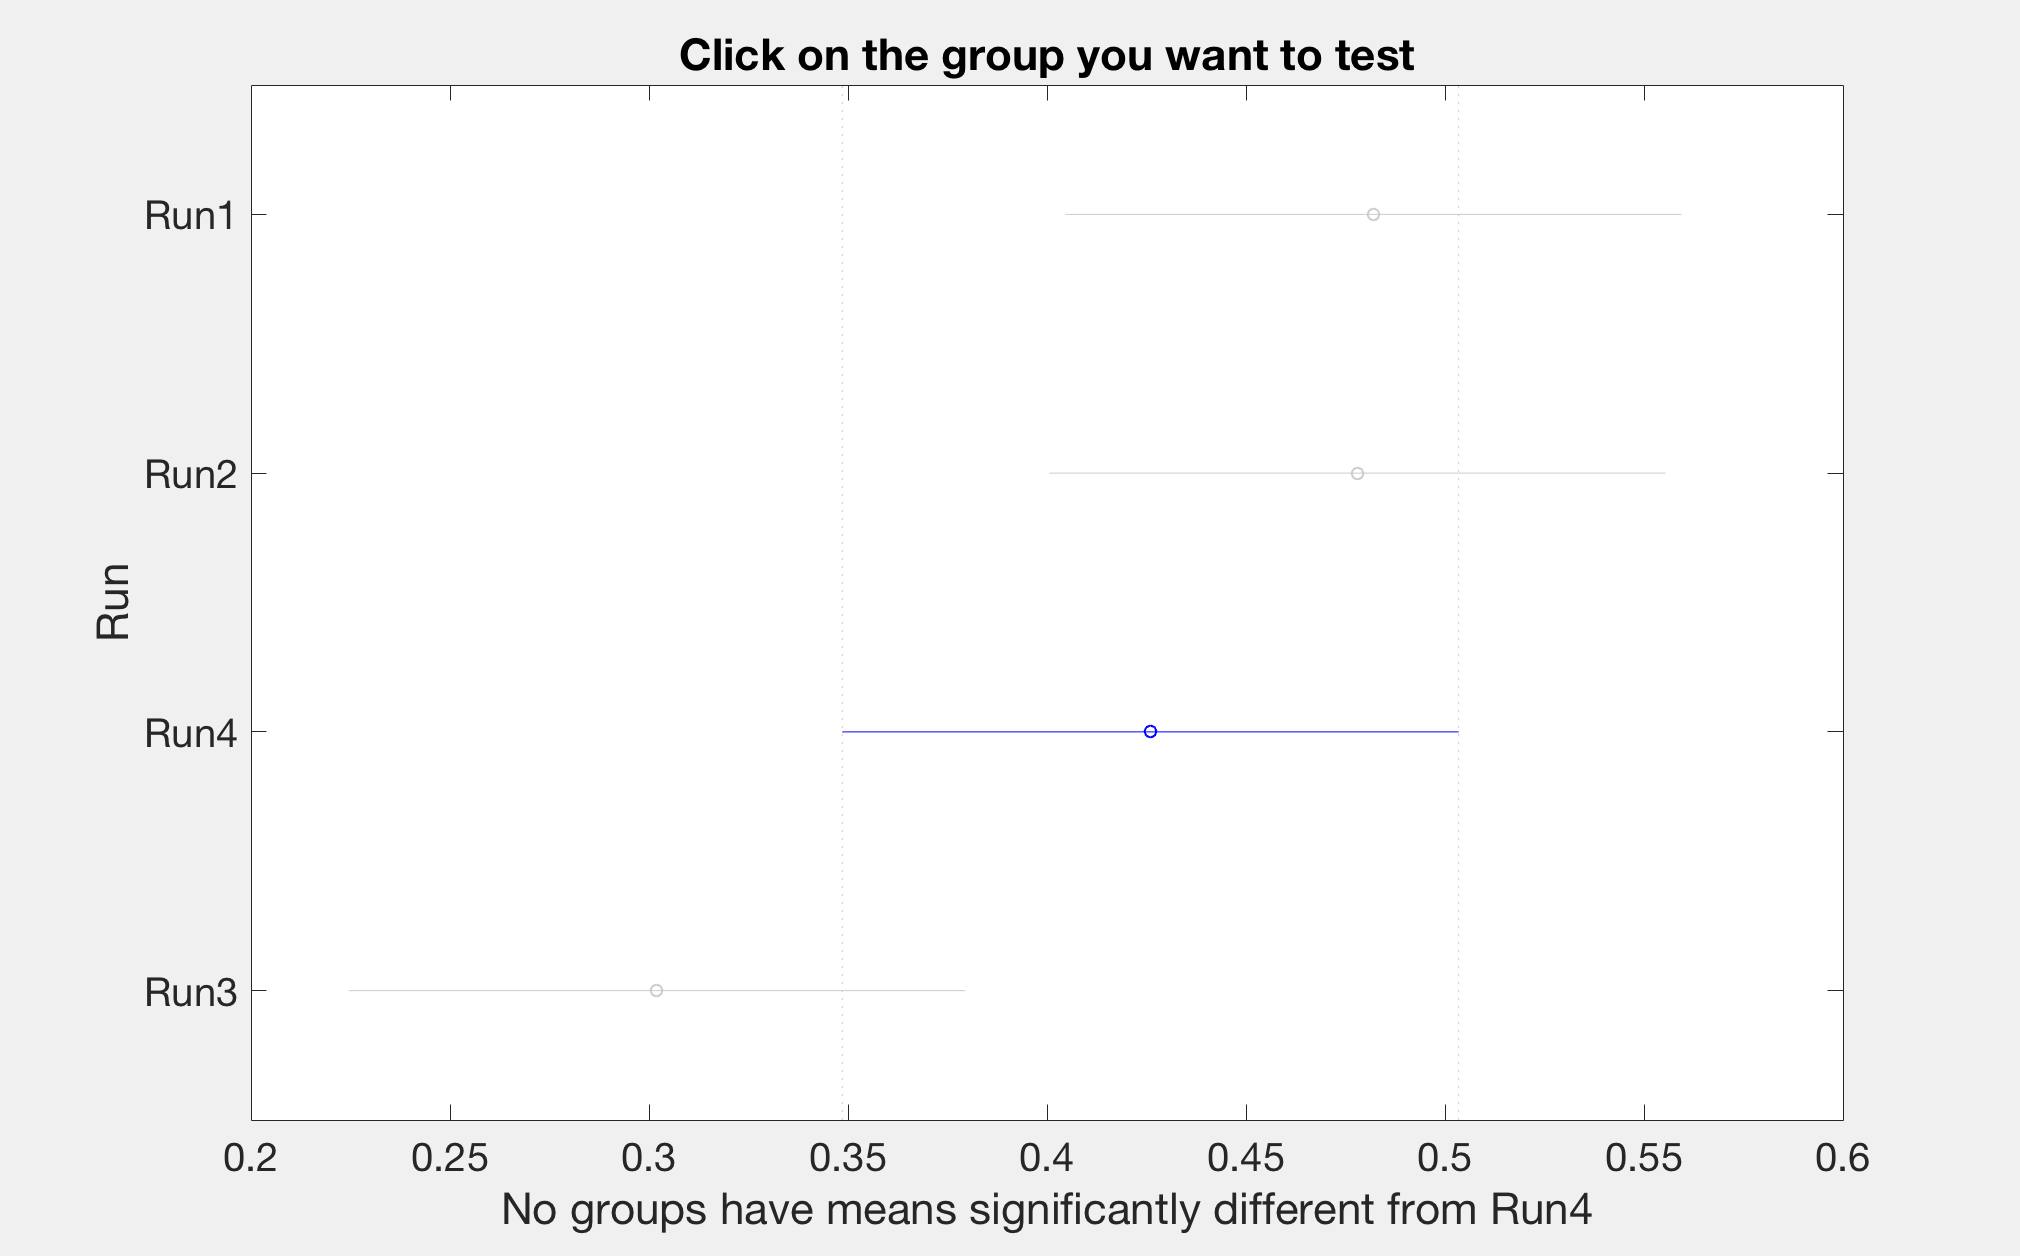 Click on the group you want to test
Run1
Run2
Run
Run4
Run3
0.2 0.25 0.3 0.35 0.4 0.45 0.5 0.55 0.6
No groups have means significantly different from Run4